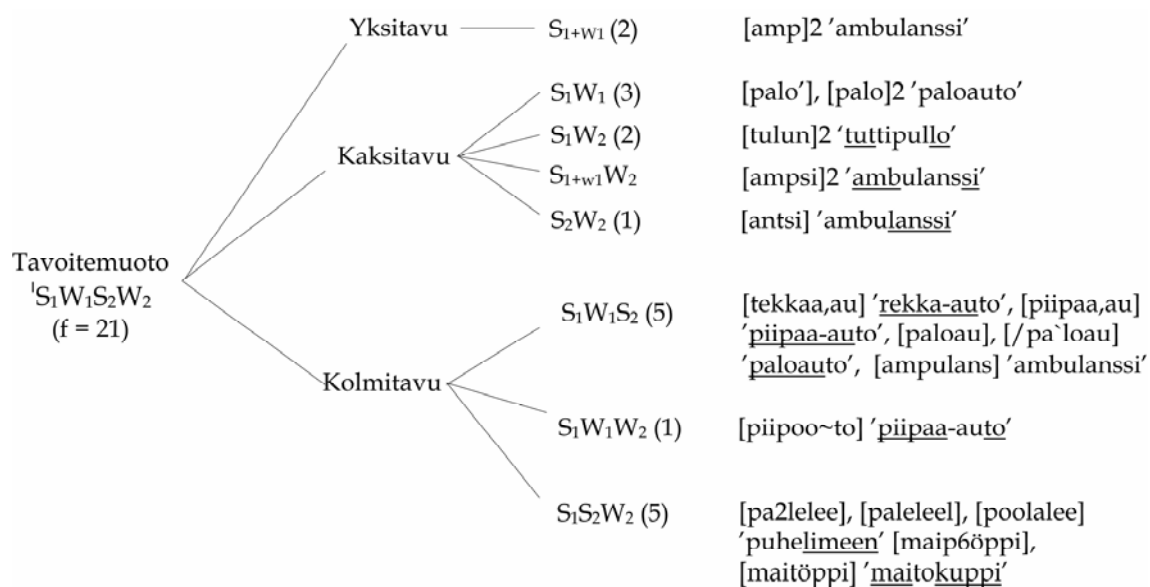 Yksitavu S₁₊w₁ (2) [amp]2 'ambulanssi'
S₁W₁ (3) [palo'], [palo]2 'paloauto'
S₁W₂ (2) [tulun]2 'tuttipullo'
Kaksitavu
S₁₊w₁W₂ [ampsi]2 'ambulanssi'
S₂W₂ (1) [antsi] 'ambulanssi'
Tavoitemuoto
ˈS₁W₁S₂W₂
(f = 21)
S₁W₁S₂ (5) [tekkaa,au] 'rekka-auto', [piipaa,au]
'piipaa-auto', [paloau], [/pa`loau]
'paloauto', [ampulans] 'ambulanssi'
Kolmitavu
S₁W₁W₂ (1) [piipoo~to] 'piipaa-auto'
S₁S₂W₂ (5) [pa2lelee], [paleleel], [poolalee]
'puhelimeen' [maip6öppi],
[maitöppi] 'maitokuppi'